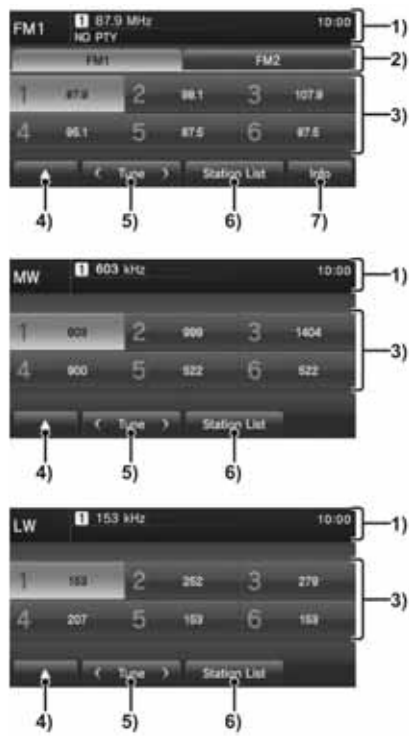 FM1 1 87.9 MHz 10:00 1)
NO PTY
FM1 FM2 2)
1 87.9 2 98.1 3 107.9 3)
4 95.1 5 87.5 6 87.5
< Tune > Station List Info
4) 5) 6) 7)
MW 1 603 kHz 10:00 1)
1 603 2 999 3 1404 3)
4 900 5 522 6 522
< Tune > Station List
4) 5) 6)
LW 1 153 kHz 10:00 1)
1 153 2 252 3 279 3)
4 207 5 153 6 153
< Tune > Station List
4) 5) 6)